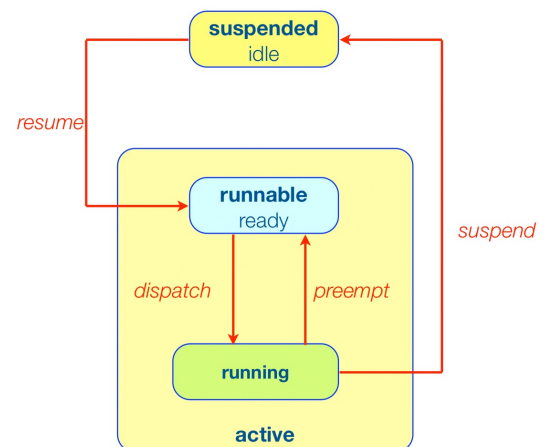 suspended
idle
resume
runnable
ready
suspend
dispatch
preempt
running
active